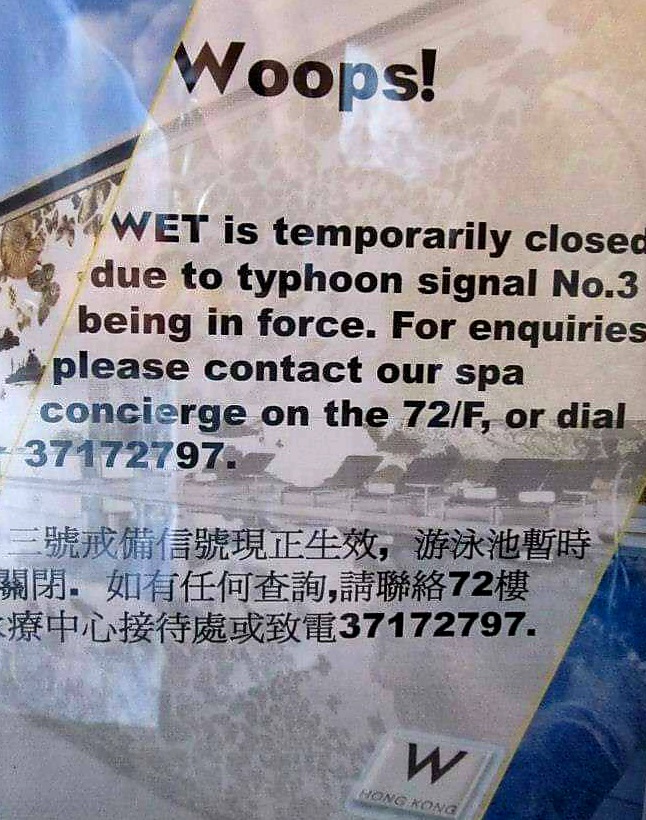 Woops!
WET is temporarily closed
due to typhoon signal No.3
being in force. For enquiries
please contact our spa
concierge on the 72/F, or dial
37172797.
三號戒備信號現正生效，游泳池暫時
關閉. 如有任何查詢,請聯絡72樓
療中心接待處或致電37172797.
W
HONG KONG